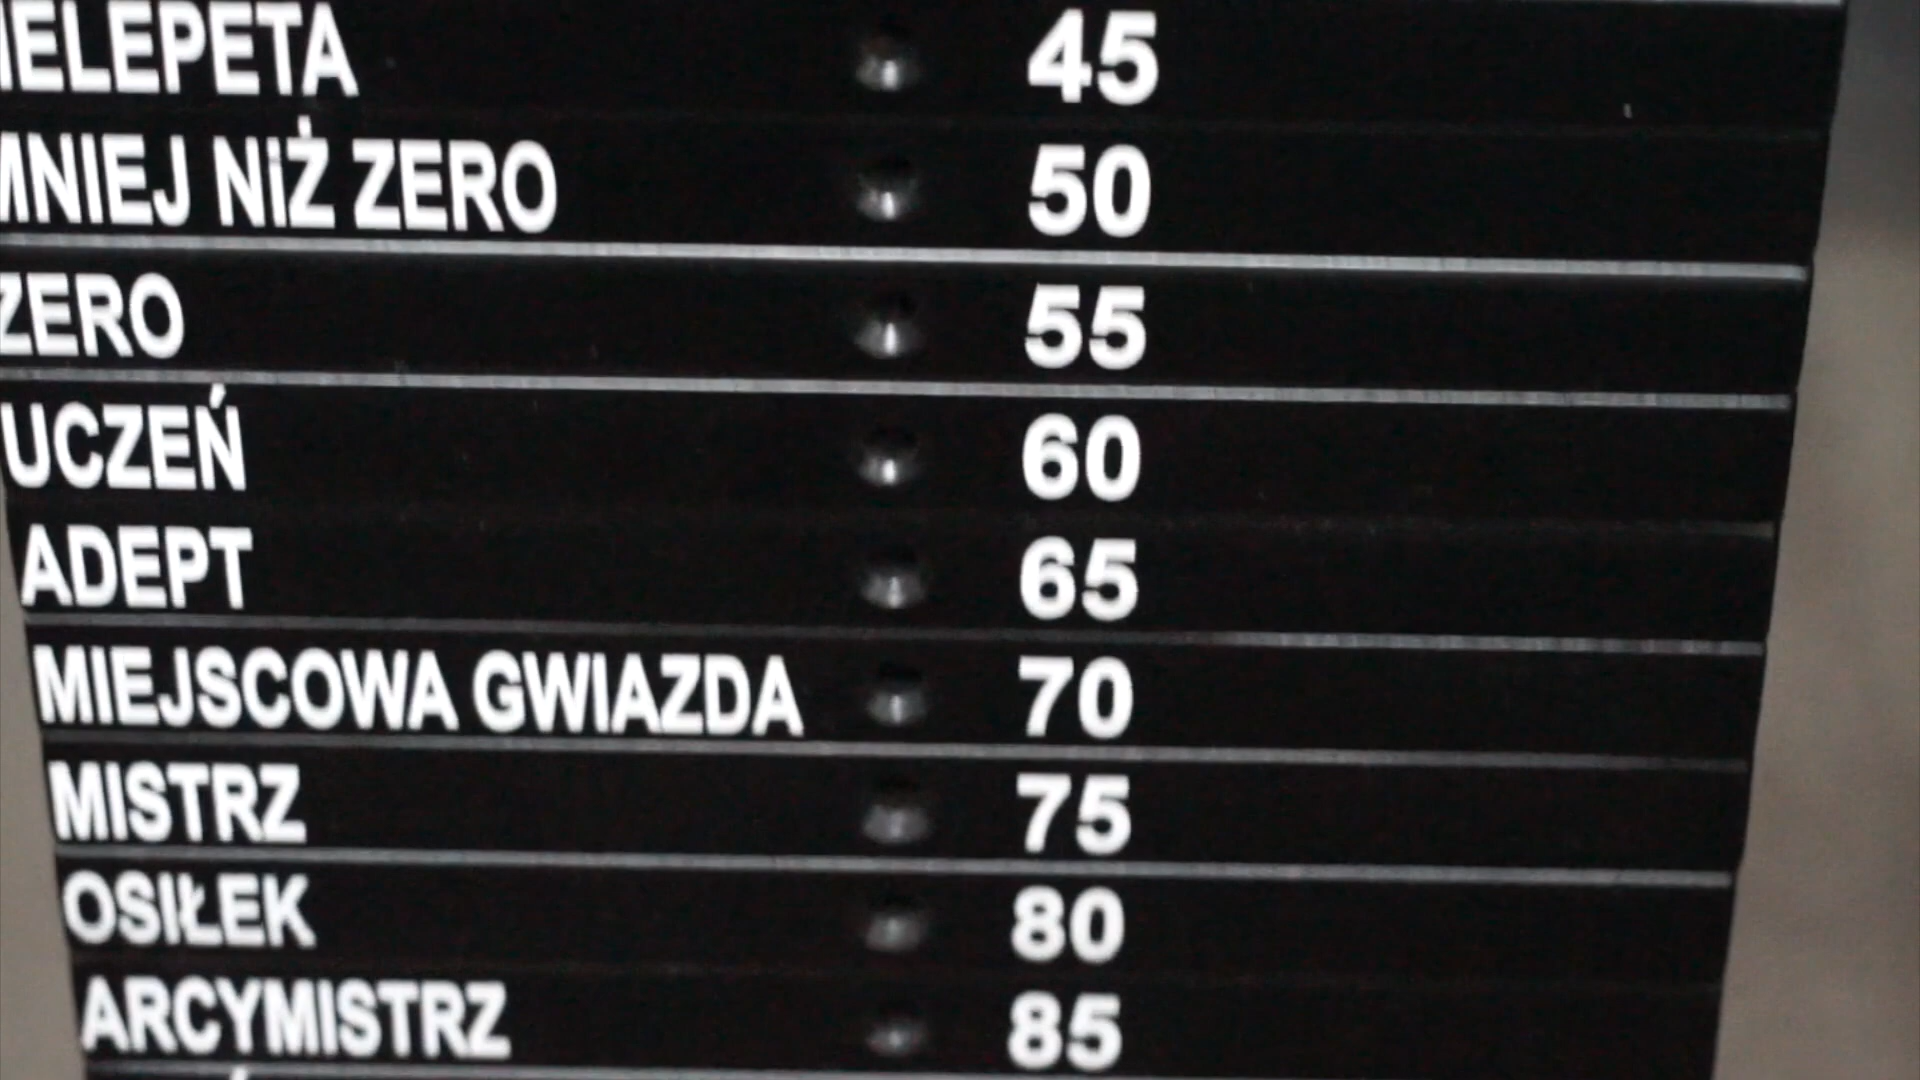 IELEPETA 45
MNIEJ NiŻ ZERO 50
ZERO 55
UCZEŃ 60
ADEPT 65
MIEJSCOWA GWIAZDA 70
MISTRZ 75
OSIŁEK 80
ARCYMISTRZ 85